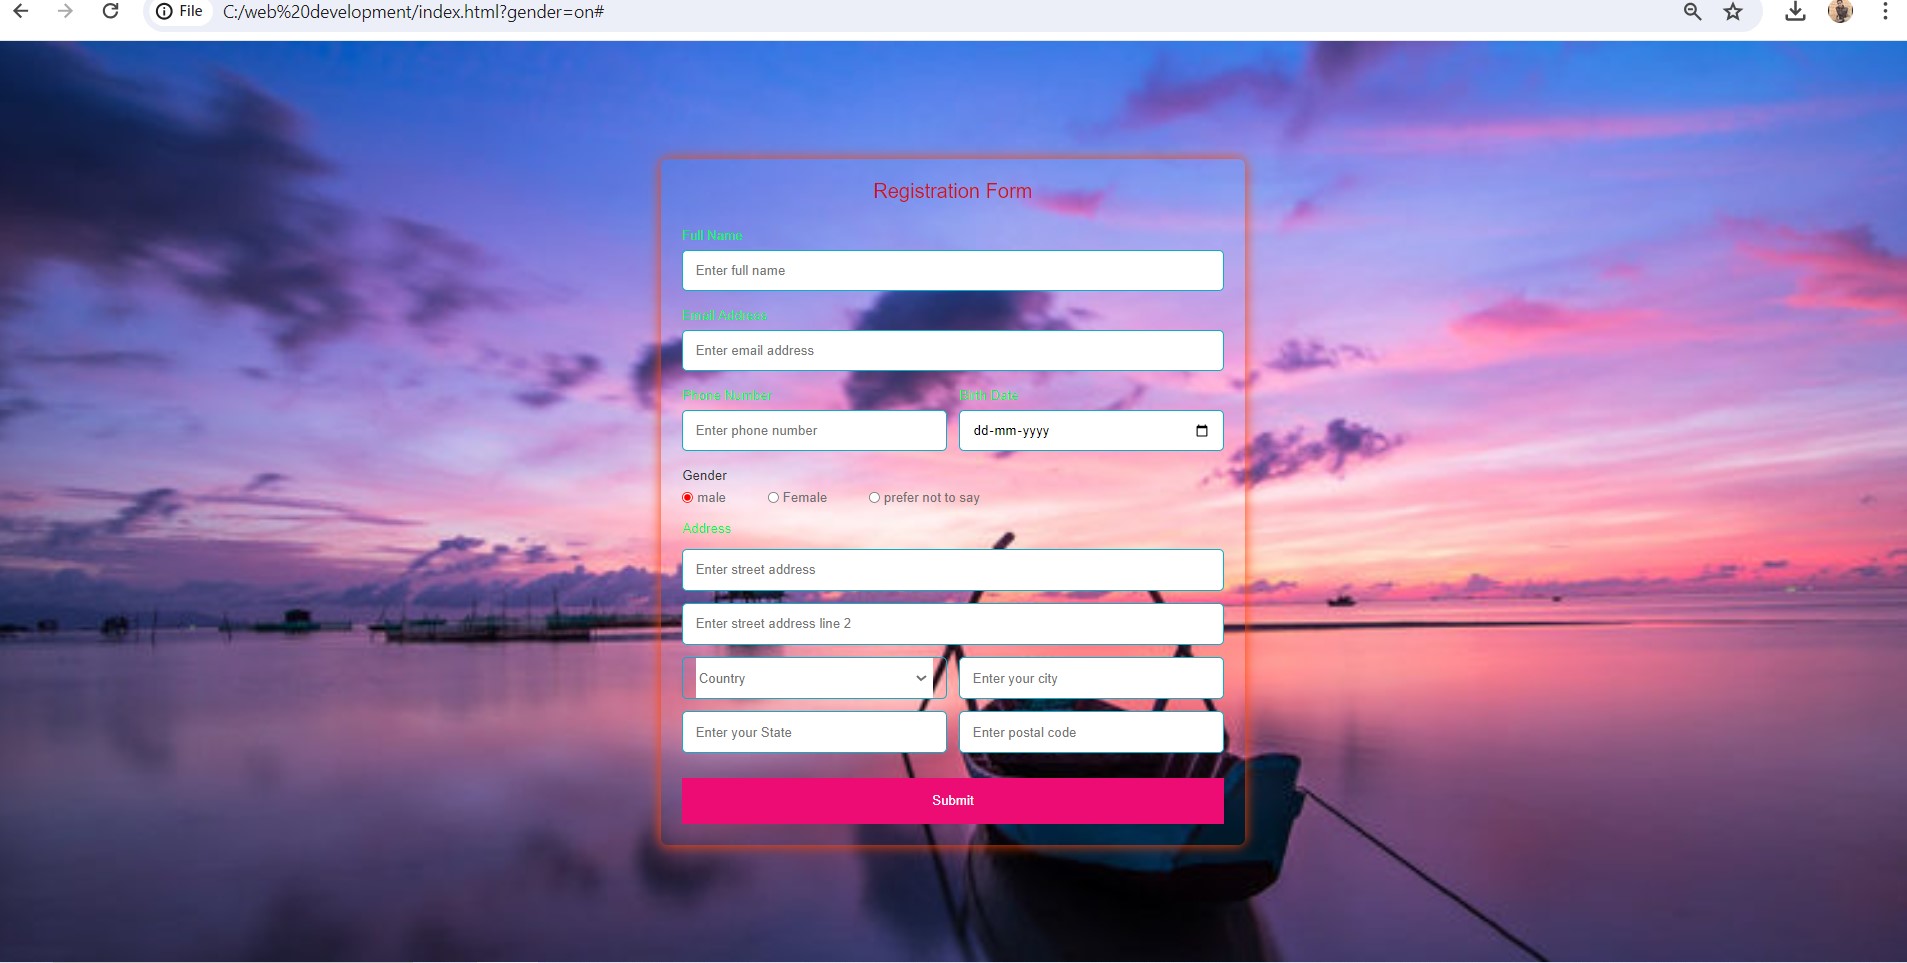 File C:/web%20development/index.html?gender=on#
Registration Form
Full Name
Enter full name
Email Address
Enter email address
Phone Number Birth Date
Enter phone number dd-mm-yyyy
Gender
male Female prefer not to say
Address
Enter street address
Enter street address line 2
Country Enter your city
Enter your State Enter postal code
Submit